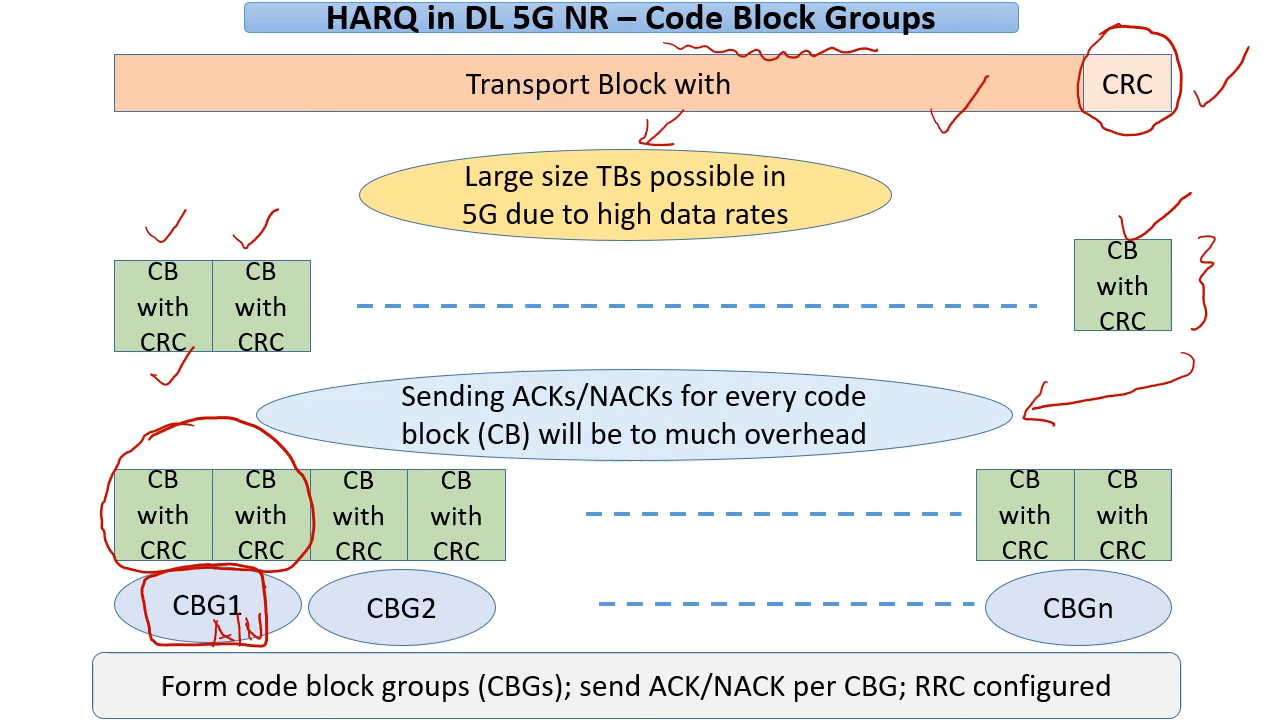 HARQ in DL 5G NR – Code Block Groups
Transport Block with
CRC
Large size TBs possible in
5G due to high data rates
CB
with
CRC
CB
with
CRC
CB
with
CRC
Sending ACKs/NACKs for every code
block (CB) will be to much overhead
CB
with
CRC
CB
with
CRC
CB
with
CRC
CB
with
CRC
CB
with
CRC
CB
with
CRC
CBG1
A/N
CBG2
CBGn
Form code block groups (CBGs); send ACK/NACK per CBG; RRC configured